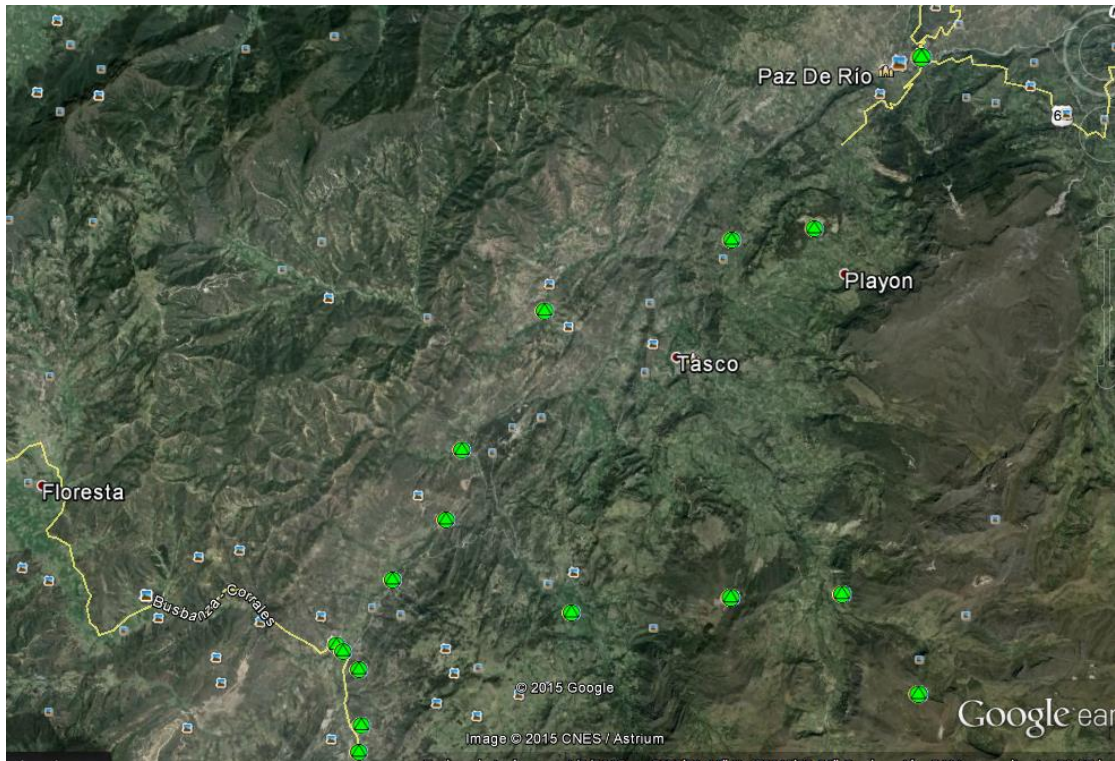 Paz De Río
6
Playon
Tasco
Floresta
Busbanza - Corrales
© 2015 Google
Google ear
Image © 2015 CNES / Astrium